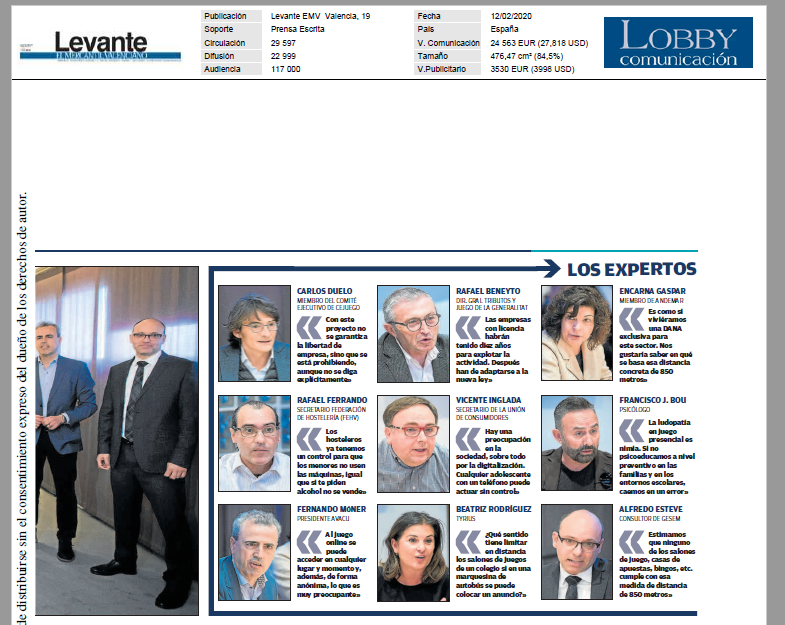 Levante
EL MERCANTIL VALENCIANO
Publicación Levante EMV Valencia, 19
Soporte Prensa Escrita
Circulación 29 597
Difusión 22 999
Audiencia 117 000
Fecha 12/02/2020
País España
V. Comunicación 24 563 EUR (27,818 USD)
Tamaño 476,47 cm² (84,5%)
V.Publicitario 3530 EUR (3998 USD)
LOBBY
comunicación
de distribuirse sin el consentimiento expreso del dueño de los derechos de autor.
LOS EXPERTOS
CARLOS DUELO
MIEMBRO DEL COMITÉ
EJECUTIVO DE CEJUEGO
Con este
proyecto no
se garantiza
la libertad de
empresa, sino que se
está prohibiendo,
aunque no se diga
explícitamente»
RAFAEL BENEYTO
DIR. GRAL TRIBUTOS Y
JUEGO DE LA GENERALITAT
Las empresas
con licencia
habrán
tenido diez años
para explotar la
actividad. Después
han de adaptarse a la
nueva ley»
ENCARNA GASPAR
MIEMBRO DE ANDEMAR
Es como si
viviéramos
una DANA
exclusiva para
este sector. Nos
gustaría saber en qué
se basa esa distancia
concreta de 850
metros»
RAFAEL FERRANDO
SECRETARIO FEDERACIÓN
DE HOSTELERÍA (FEHV)
Los
hosteleros
ya tenemos
un control para que
los menores no usen
las máquinas, igual
que si te piden
alcohol no se vende»
VICENTE INGLADA
SECRETARIO DE LA UNIÓN
DE CONSUMIDORES
Hay una
preocupación
en la
sociedad, sobre todo
por la digitalización.
Cualquier adolescente
con un teléfono puede
actuar sin control»
FRANCISCO J. BOU
PSICÓLOGO
La ludopatía
en juego
presencial es
nimia. Si no
psicoeducamos a nivel
preventivo en las
familias y en los
entornos escolares,
caemos en un error»
FERNANDO MONER
PRESIDENTE AVACU
Al juego
online se
puede
acceder en cualquier
lugar y momento y,
además, de forma
anónima, lo que es
muy preocupante»
BEATRIZ RODRÍGUEZ
TYRIUS
¿Qué sentido
tiene limitar
en distancia
los salones de juegos
de un colegio si en una
marquesina de
autobús se puede
colocar un anuncio?»
ALFREDO ESTEVE
CONSULTOR DE GESEM
Estimamos
que ninguno
de los salones
de juego, casas de
apuestas, bingos, etc.
cumple con esa
medida de distancia
de 850 metros»